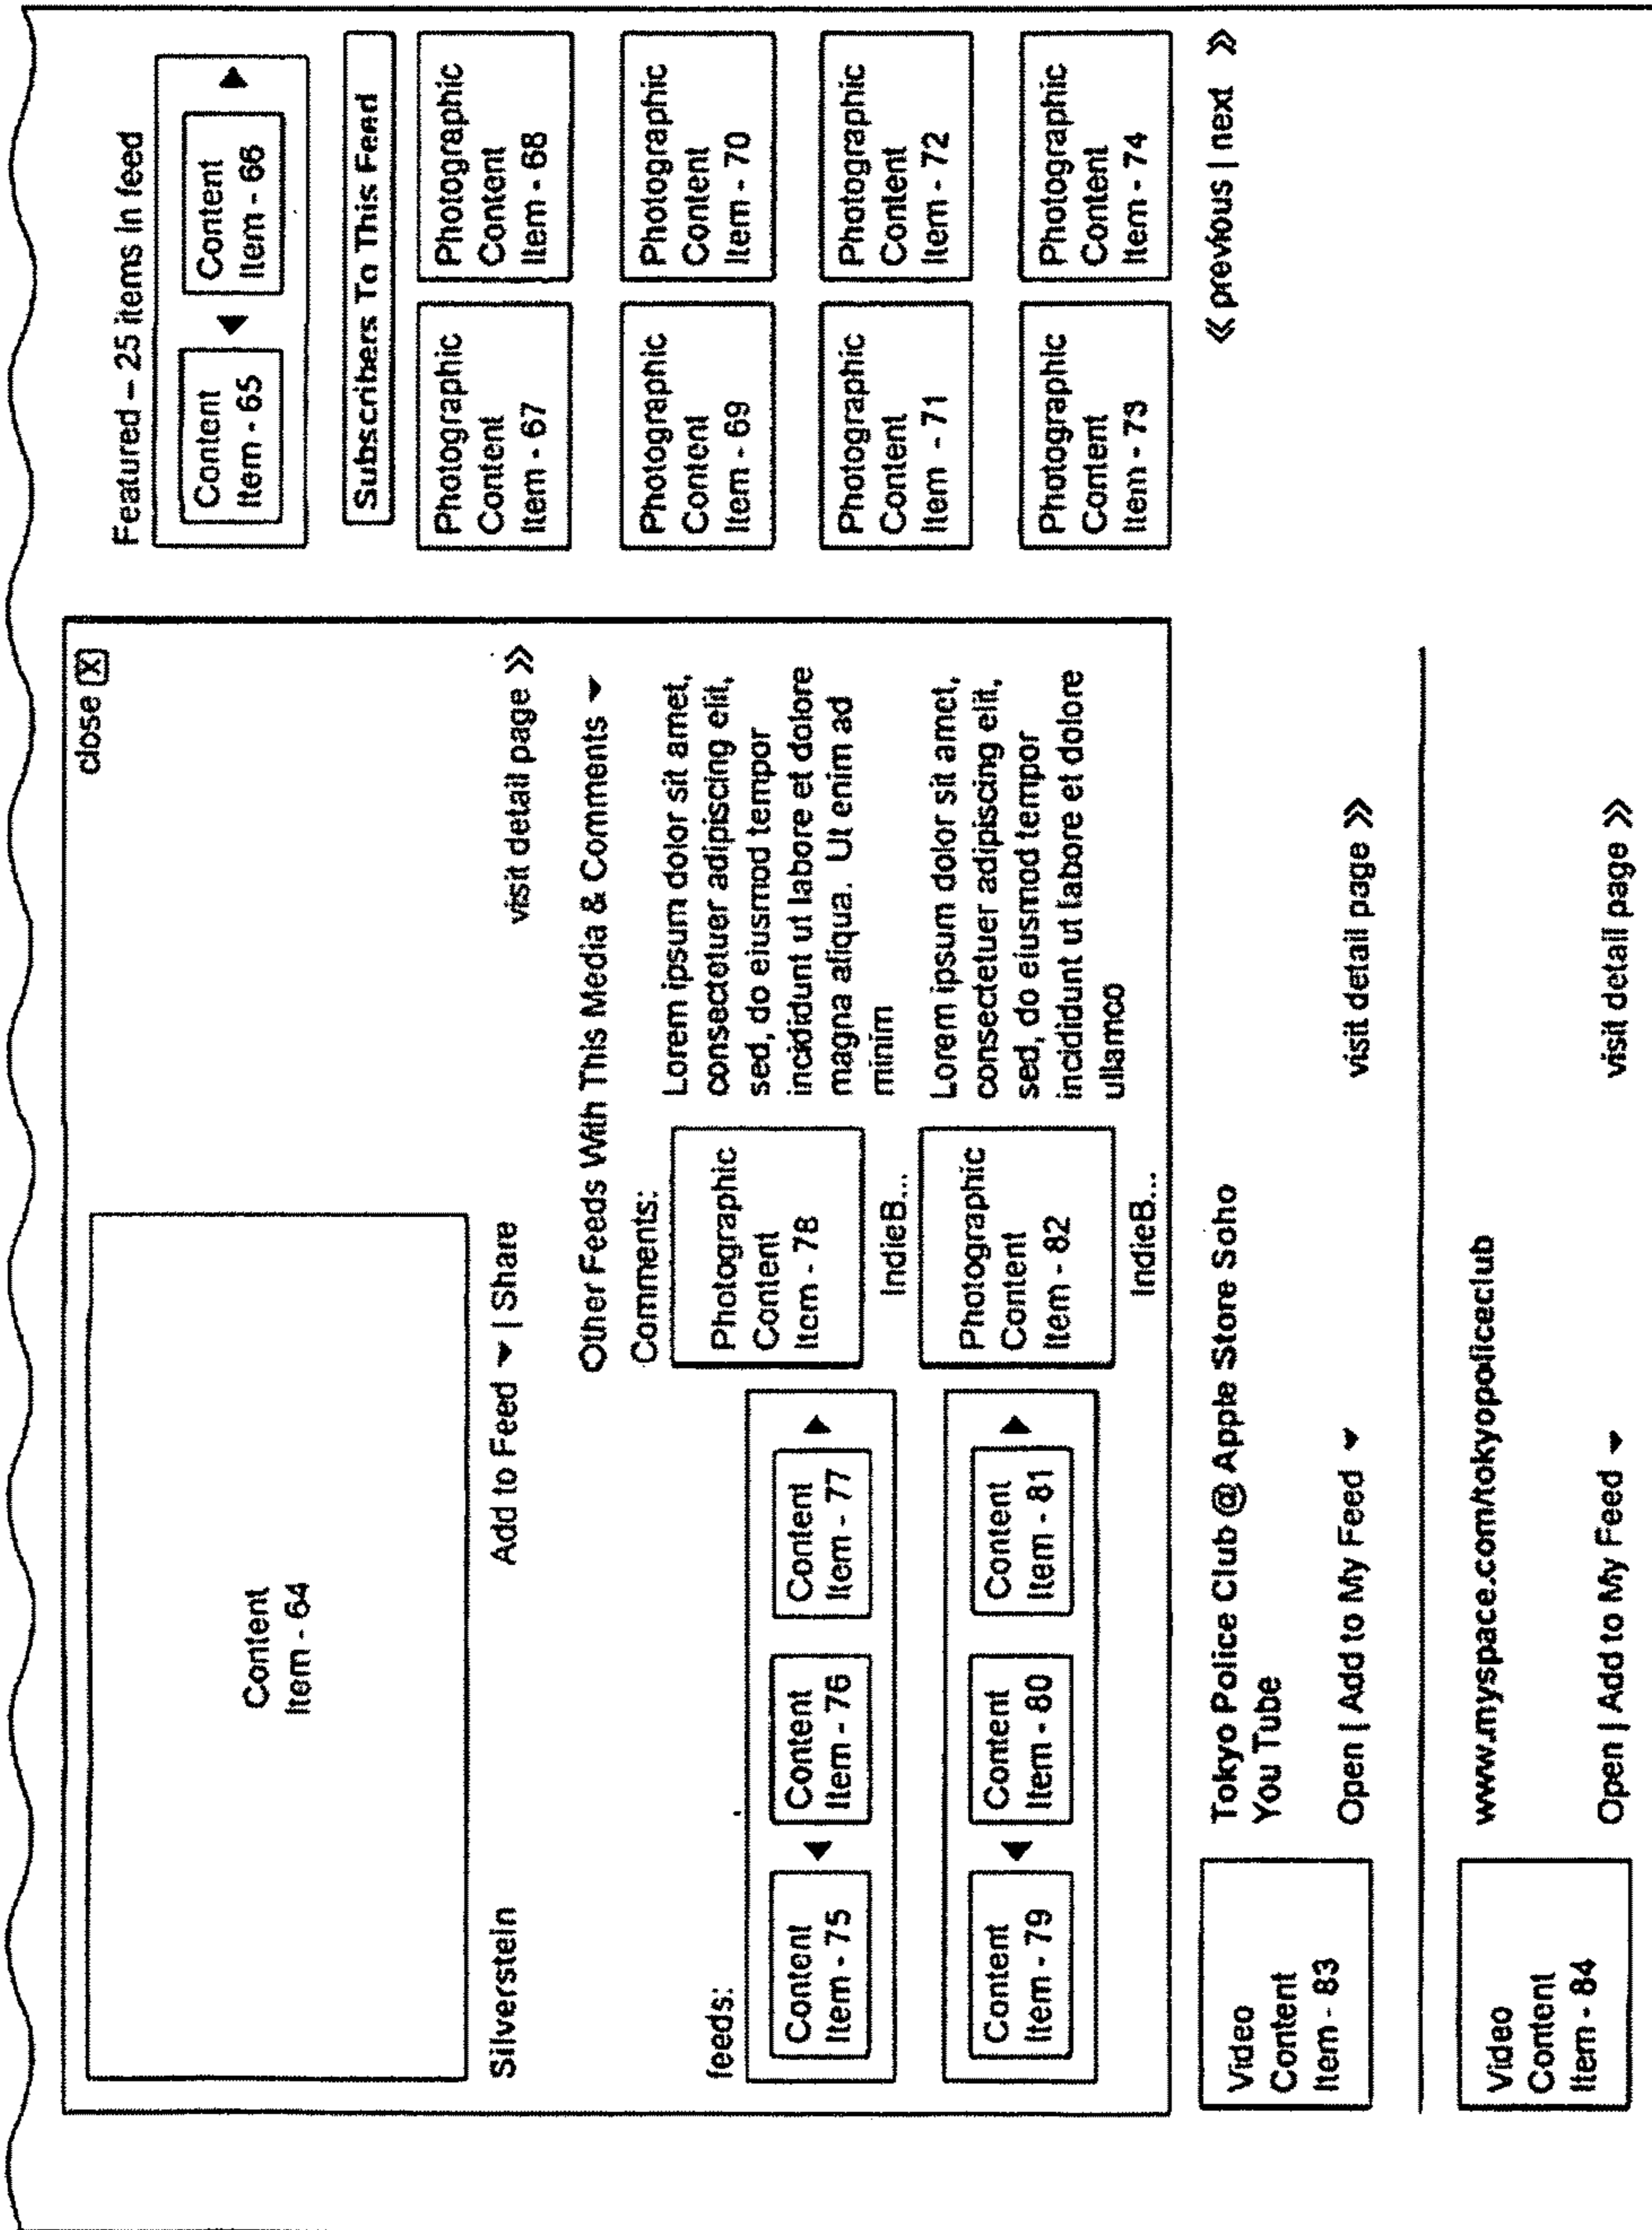 close X
Content
Item - 64
Silverstein
Add to Feed | Share
visit detail page >>
Other Feeds With This Media & Comments
feeds:
Content
Item - 75
Content
Item - 76
Content
Item - 77
Content
Item - 79
Content
Item - 80
Content
Item - 81
Comments:
Photographic
Content
Item - 78
IndieB...
Lorem ipsum dolor sit amet,
consectetuer adipiscing elit,
sed, do eiusmod tempor
incididunt ut labore et dolore
magna aliqua. Ut enim ad
minim
Photographic
Content
Item - 82
IndieB...
Lorem ipsum dolor sit amet,
consectetuer adipiscing elit,
sed, do eiusmod tempor
incididunt ut labore et dolore
ullamco
Video
Content
Item - 83
Tokyo Police Club @ Apple Store Soho
You Tube
Open | Add to My Feed
visit detail page >>
Video
Content
Item - 84
www.myspace.com/tokyopoliceclub
Open | Add to My Feed
visit detail page >>
Featured – 25 items in feed
Content
Item - 65
Content
Item - 66
Subscribers To This Feed
Photographic
Content
Item - 67
Photographic
Content
Item - 68
Photographic
Content
Item - 69
Photographic
Content
Item - 70
Photographic
Content
Item - 71
Photographic
Content
Item - 72
Photographic
Content
Item - 73
Photographic
Content
Item - 74
<< previous | next >>